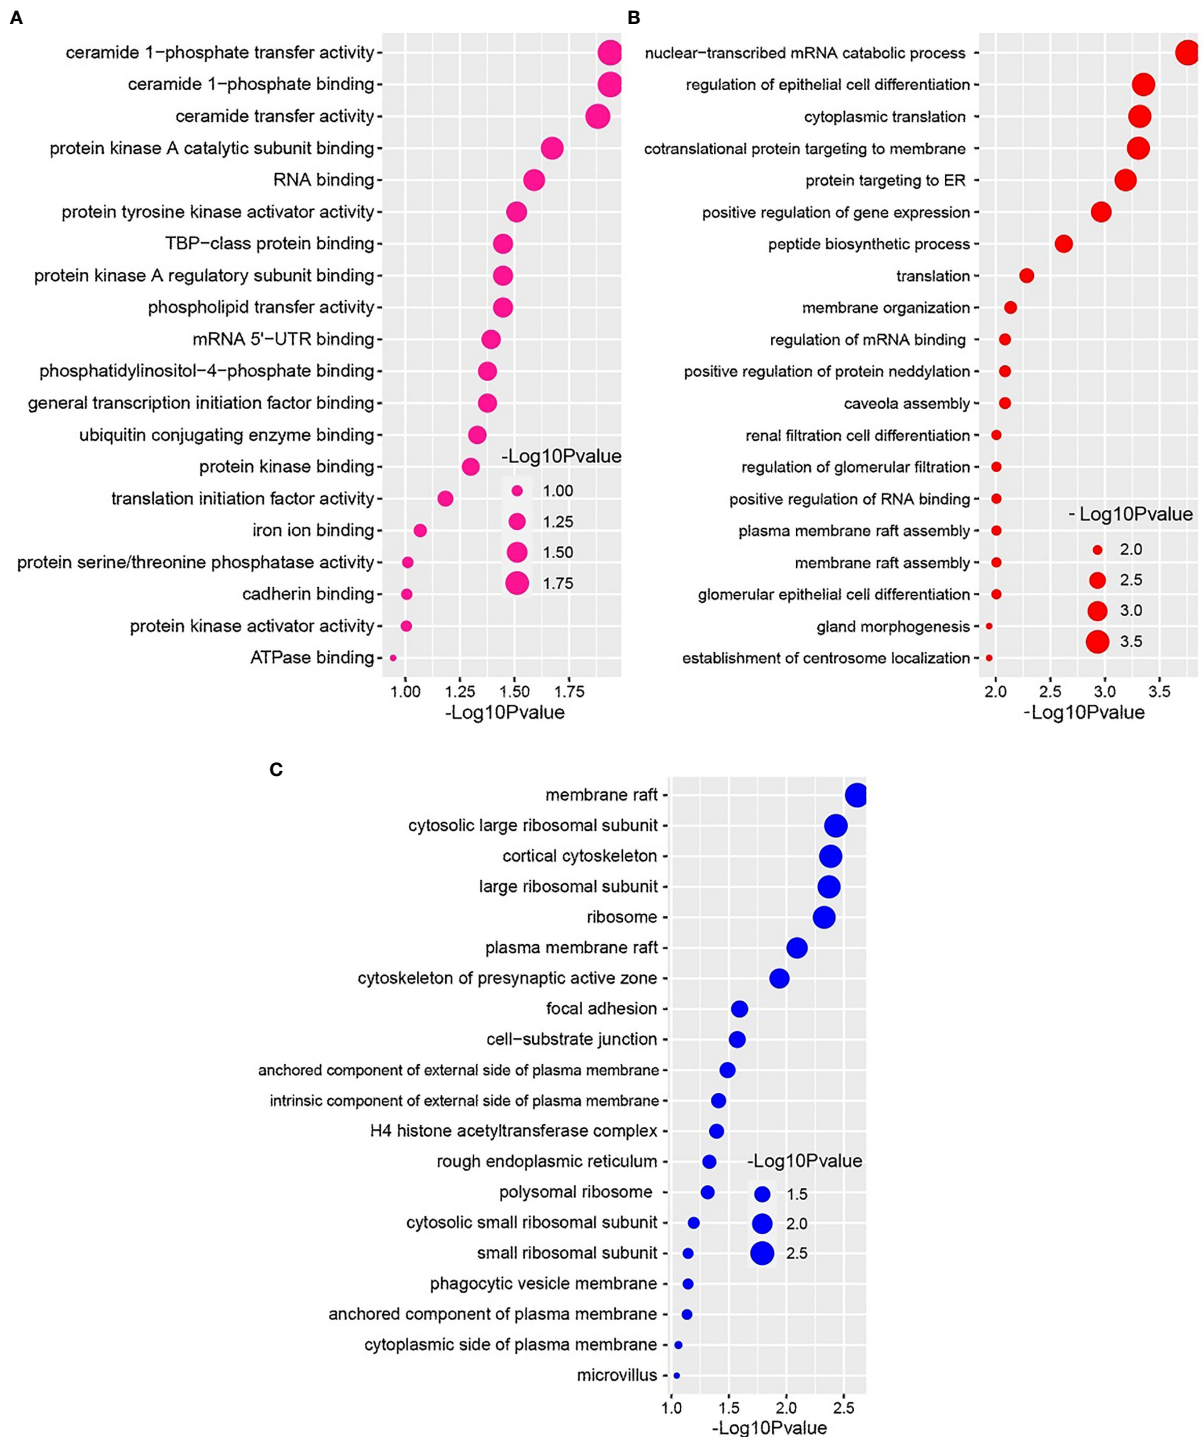 A
ceramide 1−phosphate transfer activity
ceramide 1−phosphate binding
ceramide transfer activity
protein kinase A catalytic subunit binding
RNA binding
protein tyrosine kinase activator activity
TBP−class protein binding
protein kinase A regulatory subunit binding
phospholipid transfer activity
mRNA 5'−UTR binding
phosphatidylinositol−4−phosphate binding
general transcription initiation factor binding
ubiquitin conjugating enzyme binding
protein kinase binding
translation initiation factor activity
iron ion binding
protein serine/threonine phosphatase activity
cadherin binding
protein kinase activator activity
ATPase binding
-Log10Pvalue
1.00
1.25
1.50
1.75
1.00 1.25 1.50 1.75
-Log10Pvalue
B
nuclear−transcribed mRNA catabolic process
regulation of epithelial cell differentiation
cytoplasmic translation
cotranslational protein targeting to membrane
protein targeting to ER
positive regulation of gene expression
peptide biosynthetic process
translation
membrane organization
regulation of mRNA binding
positive regulation of protein neddylation
caveola assembly
renal filtration cell differentiation
regulation of glomerular filtration
positive regulation of RNA binding
plasma membrane raft assembly
membrane raft assembly
glomerular epithelial cell differentiation
gland morphogenesis
establishment of centrosome localization
- Log10Pvalue
2.0
2.5
3.0
3.5
2.0 2.5 3.0 3.5
-Log10Pvalue
C
membrane raft
cytosolic large ribosomal subunit
cortical cytoskeleton
large ribosomal subunit
ribosome
plasma membrane raft
cytoskeleton of presynaptic active zone
focal adhesion
cell−substrate junction
anchored component of external side of plasma membrane
intrinsic component of external side of plasma membrane
H4 histone acetyltransferase complex
rough endoplasmic reticulum
polysomal ribosome
cytosolic small ribosomal subunit
small ribosomal subunit
phagocytic vesicle membrane
anchored component of plasma membrane
cytoplasmic side of plasma membrane
microvillus
-Log10Pvalue
1.5
2.0
2.5
1.0 1.5 2.0 2.5
-Log10Pvalue